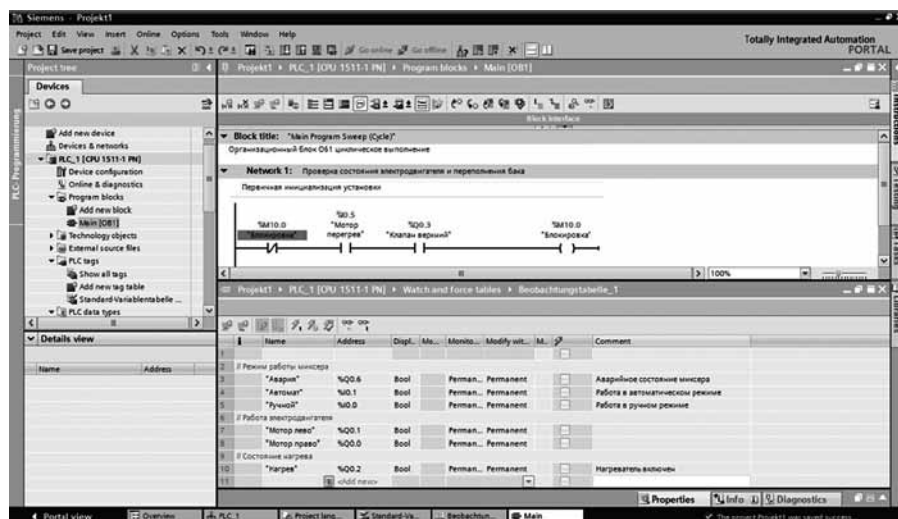 Siemens - Projekt1
Project Edit View Insert Online Options Tools Window Help
Totally Integrated Automation
PORTAL
Save project
Go online Go offline
Project tree
Projekt1 ▸ PLC_1 [CPU 1511-1 PN] ▸ Program blocks ▸ Main [OB1]
Devices
PLC-Programmierung
Block interface
Add new device
Devices & networks
PLC_1 [CPU 1511-1 PN]
Device configuration
Online & diagnostics
Program blocks
Add new block
Main [OB1]
Technology objects
External source files
PLC tags
Show all tags
Add new tag table
Standard-Variablentabelle ...
PLC data types
Details view
Name Address
Block title: "Main Program Sweep (Cycle)"
Организационный блок Об1 циклическое выполнение
Network 1: Проверка состояния электродвигателя и переполнения бака
Первичная инициализация установки
%M10.0
"Блокировка"
%I0.5
"Мотор перегрев"
%Q0.3
"Клапан верхний"
%M10.0
"Блокировка"
100%
Projekt1 ▸ PLC_1 [CPU 1511-1 PN] ▸ Watch and force tables ▸ Beobachtungstabelle_1
i Name Address Displ... Mo... Monito... Modify wit... M... Comment
1
2 // Режим работы миксера
3 "Авария" %Q0.6 Bool Perman... Permanent Аварийное состояние миксера
4 "Автомат" %I0.1 Bool Perman... Permanent Работа в автоматическом режиме
5 "Ручной" %I0.0 Bool Perman... Permanent Работа в ручном режиме
6 // Работа электродвигателя
7 "Мотор лево" %Q0.1 Bool Perman... Permanent
8 "Мотор право" %Q0.0 Bool Perman... Permanent
9 // Состояние нагрева
10 "Нагрев" %Q0.2 Bool Perman... Permanent Нагреватель включен
11 <Add new>
Properties Info Diagnostics
Portal view Overview PLC_1 Project lang... Standard-Va... Beobachtun... Main The project Projekt1 was saved success...